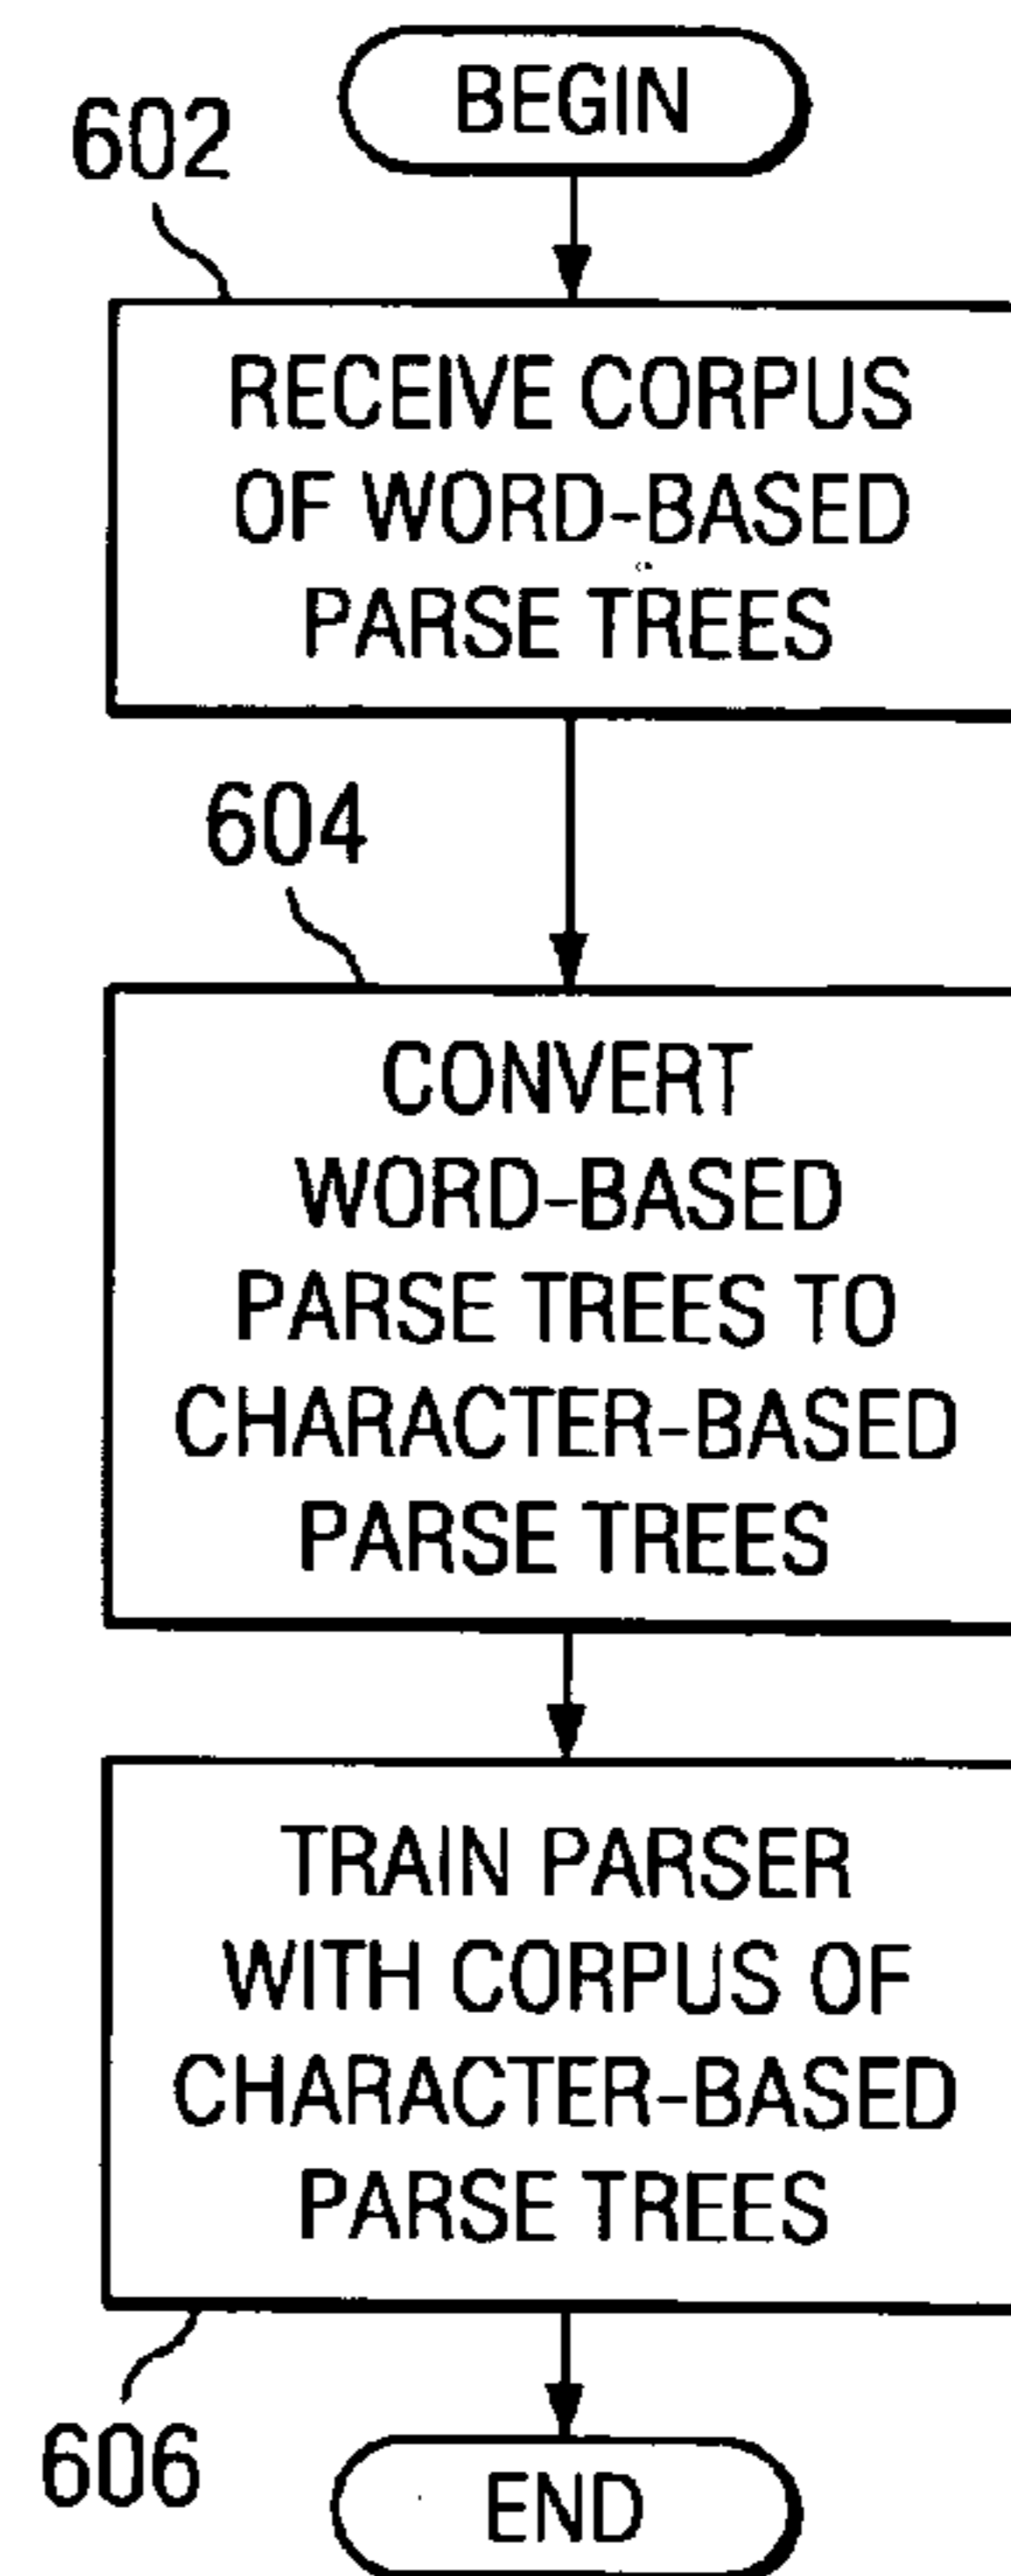 BEGIN
602
RECEIVE CORPUS
OF WORD-BASED
PARSE TREES
604
CONVERT
WORD-BASED
PARSE TREES TO
CHARACTER-BASED
PARSE TREES
TRAIN PARSER
WITH CORPUS OF
CHARACTER-BASED
PARSE TREES
606
END